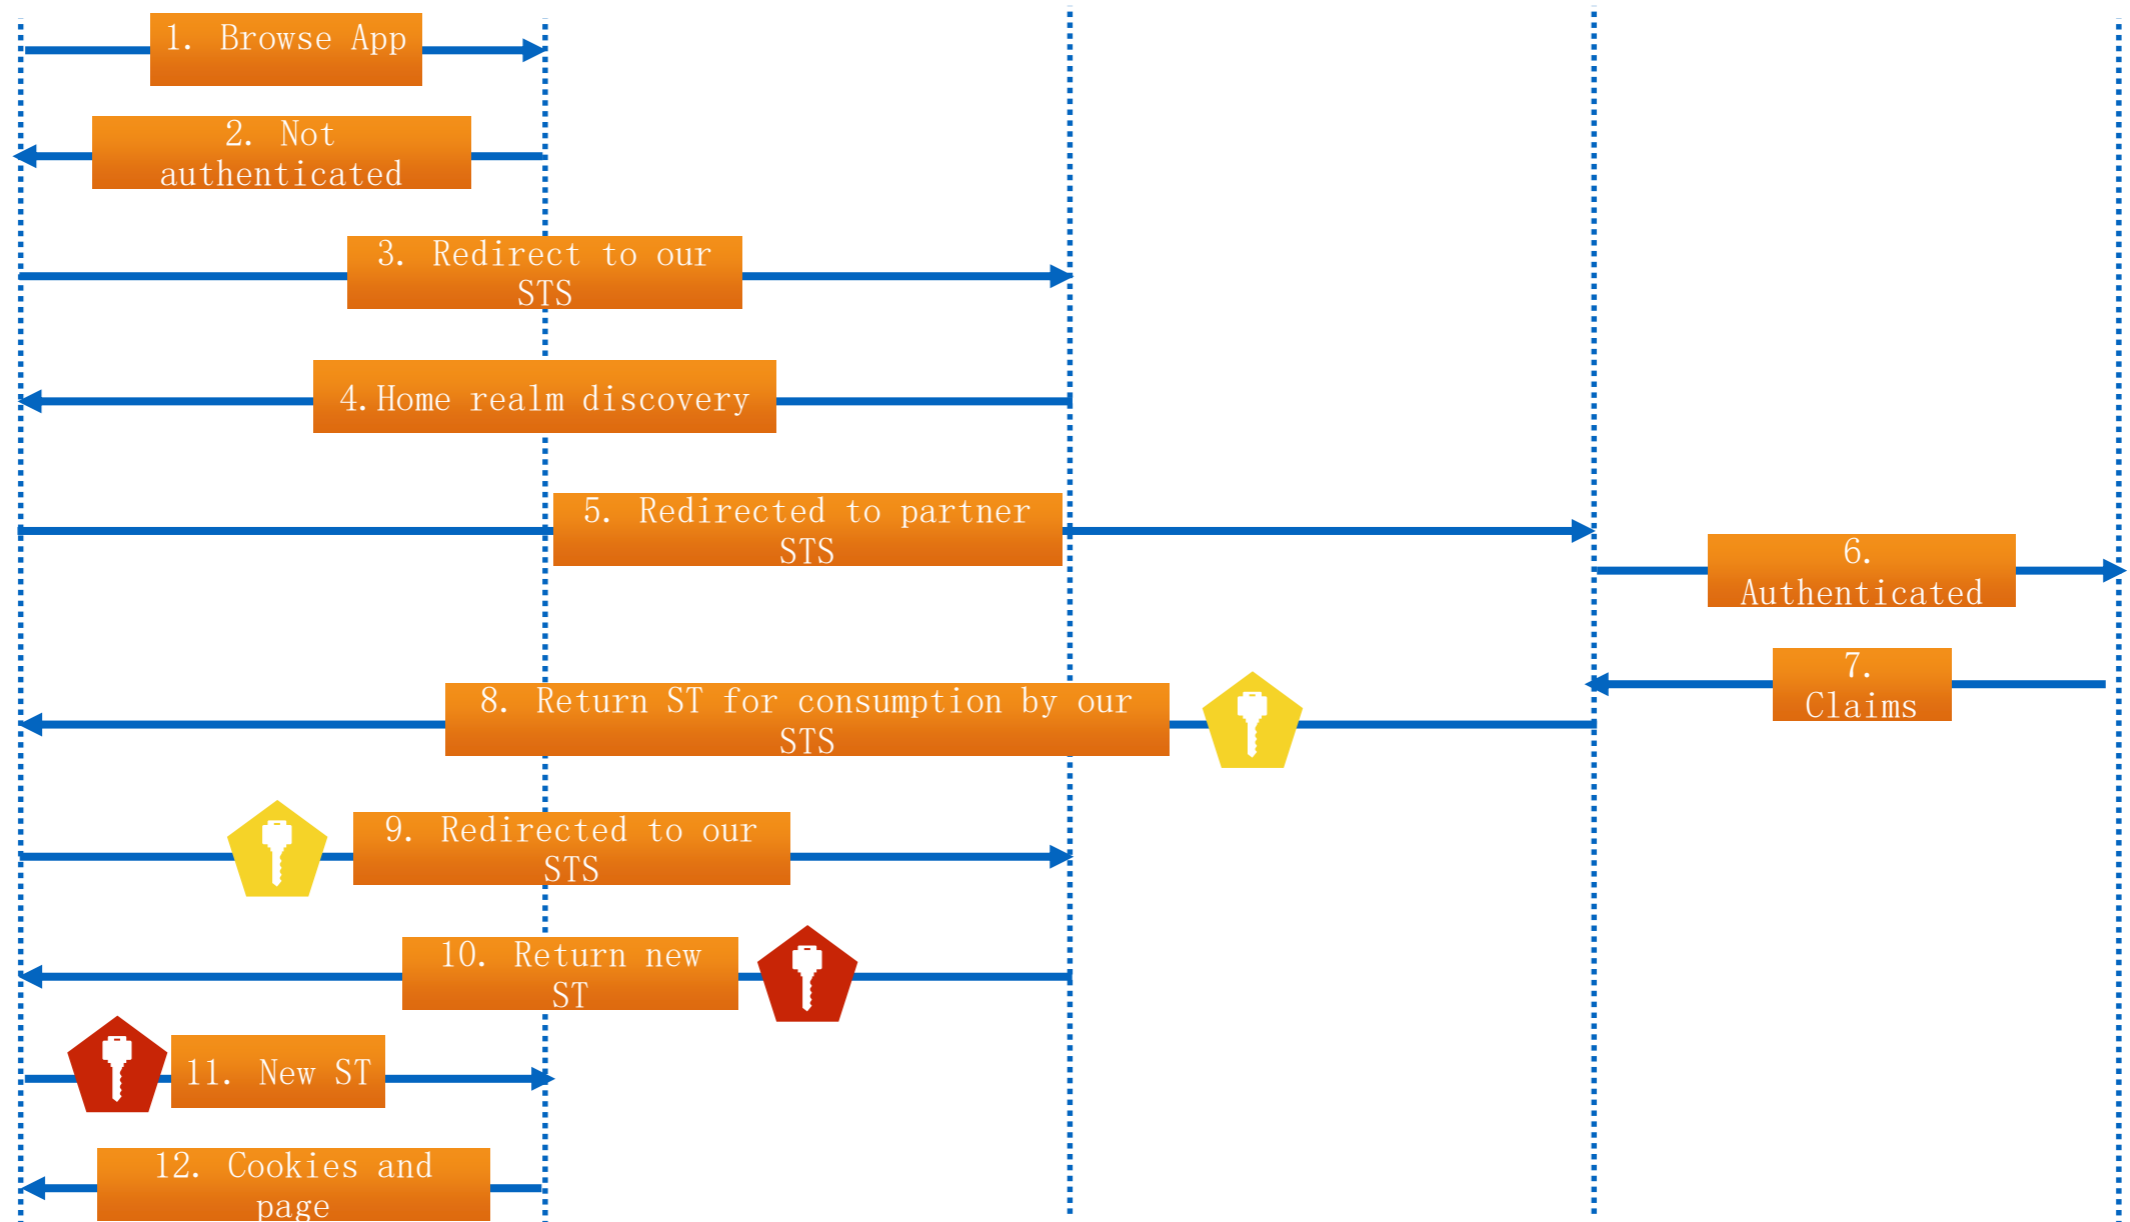 1. Browse App
2. Not
authenticated
3. Redirect to our
STS
4.Home realm discovery
5. Redirected to partner
STS
6.
Authenticated
7.
Claims
8. Return ST for consumption by our
STS
9. Redirected to our
STS
10. Return new
ST
11. New ST
12. Cookies and
page